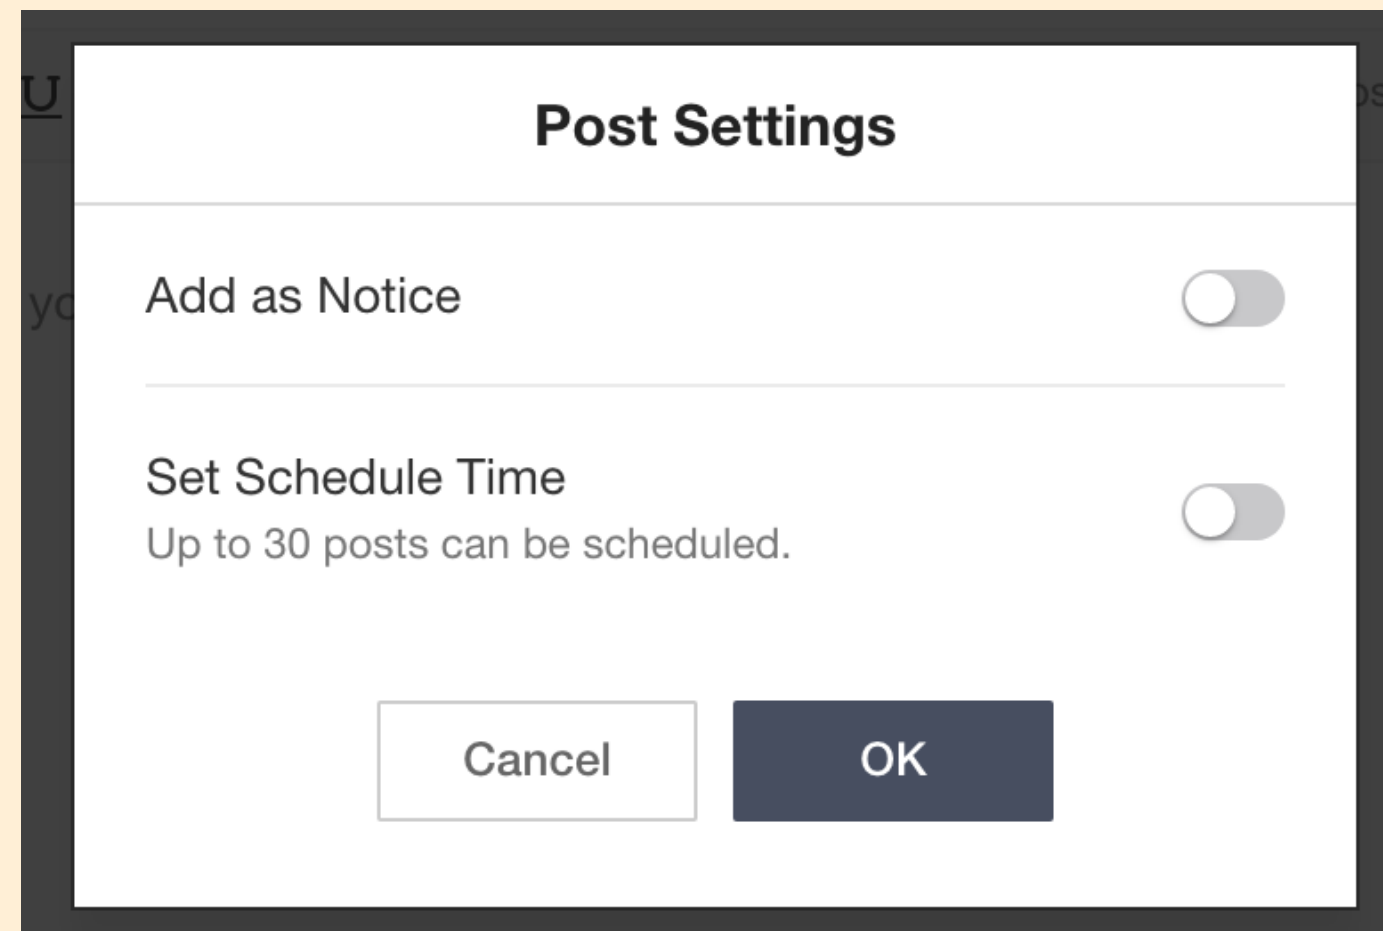 U
Post Settings
Add as Notice
Set Schedule Time
Up to 30 posts can be scheduled.
Cancel
OK